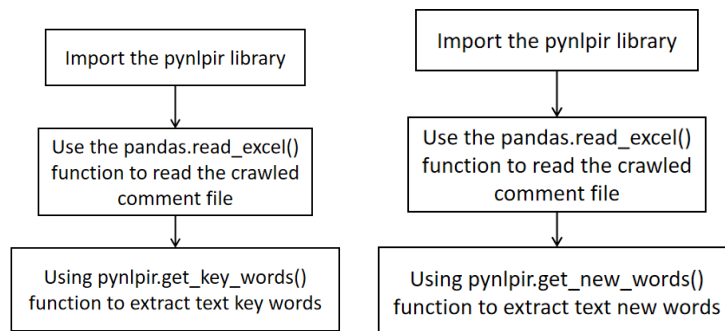 Import the pynlpir library
Use the pandas.read_excel()
function to read the crawled
comment file
Using pynlpir.get_key_words()
function to extract text key words
Import the pynlpir library
Use the pandas.read_excel()
function to read the crawled
comment file
Using pynlpir.get_new_words()
function to extract text new words